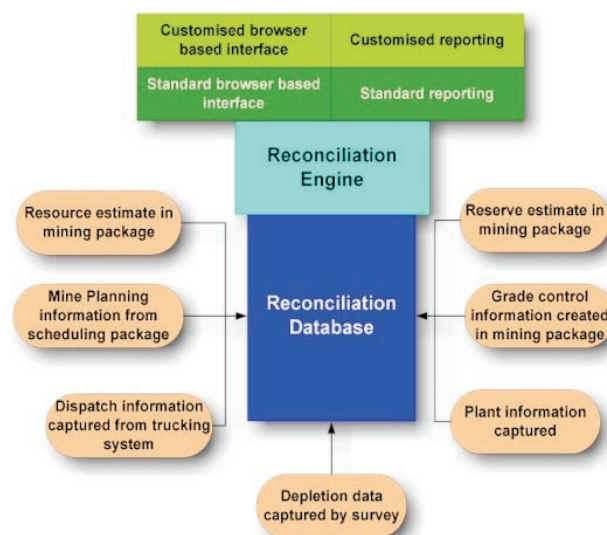 Customised browser
based interface
Customised reporting
Standard browser based
interface
Standard reporting
Reconciliation
Engine
Resource estimate in
mining package
Reserve estimate in
mining package
Mine Planning
information from
scheduling package
Reconciliation
Database
Grade control
information created
in mining package
Dispatch information
captured from trucking
system
Plant information
captured
Depletion data
captured by survey